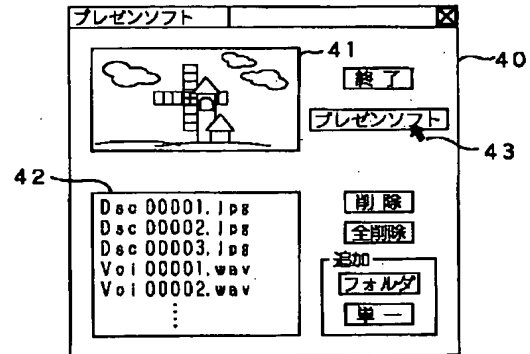 プレゼンソフト
41
40
終了
プレゼンソフト
43
42
Dsc00001.jpg
Dsc00002.jpg
Dsc00003.jpg
Voi00001.wav
Voi00002.wav
⋮
削除
全削除
追加
フォルダ
単一